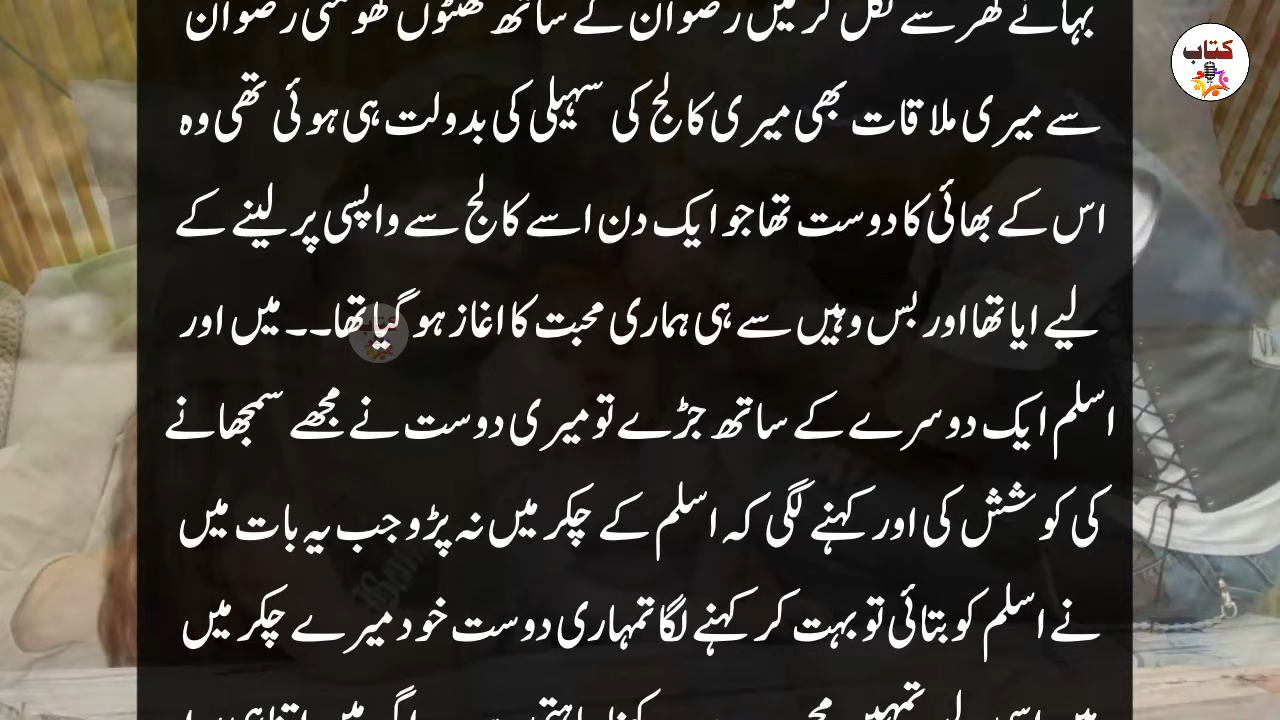 بہانے گھر سے نکل کر میں رضوان کے ساتھ گھنٹوں گھومتی رضوان
کتاب
سے میری ملاقات بھی میری کالج کی سہیلی کی بدولت ہی ہوئی تھی وہ
اس کے بھائی کا دوست تھا جو ایک دن اسے کالج سے واپسی پر لینے کے
لیے ایا تھا اور بس وہیں سے ہی ہماری محبت کا اغاز ہو گیا تھا۔۔ میں اور
اسلم ایک دوسرے کے ساتھ جڑے تو میری دوست نے مجھے سمجھانے
کی کوشش کی اور کہنے لگی کہ اسلم کے چکر میں نہ پڑو جب یہ بات میں
نے اسلم کو بتائی تو بہت کر کہنے لگا تمہاری دوست خود میرے چکر میں